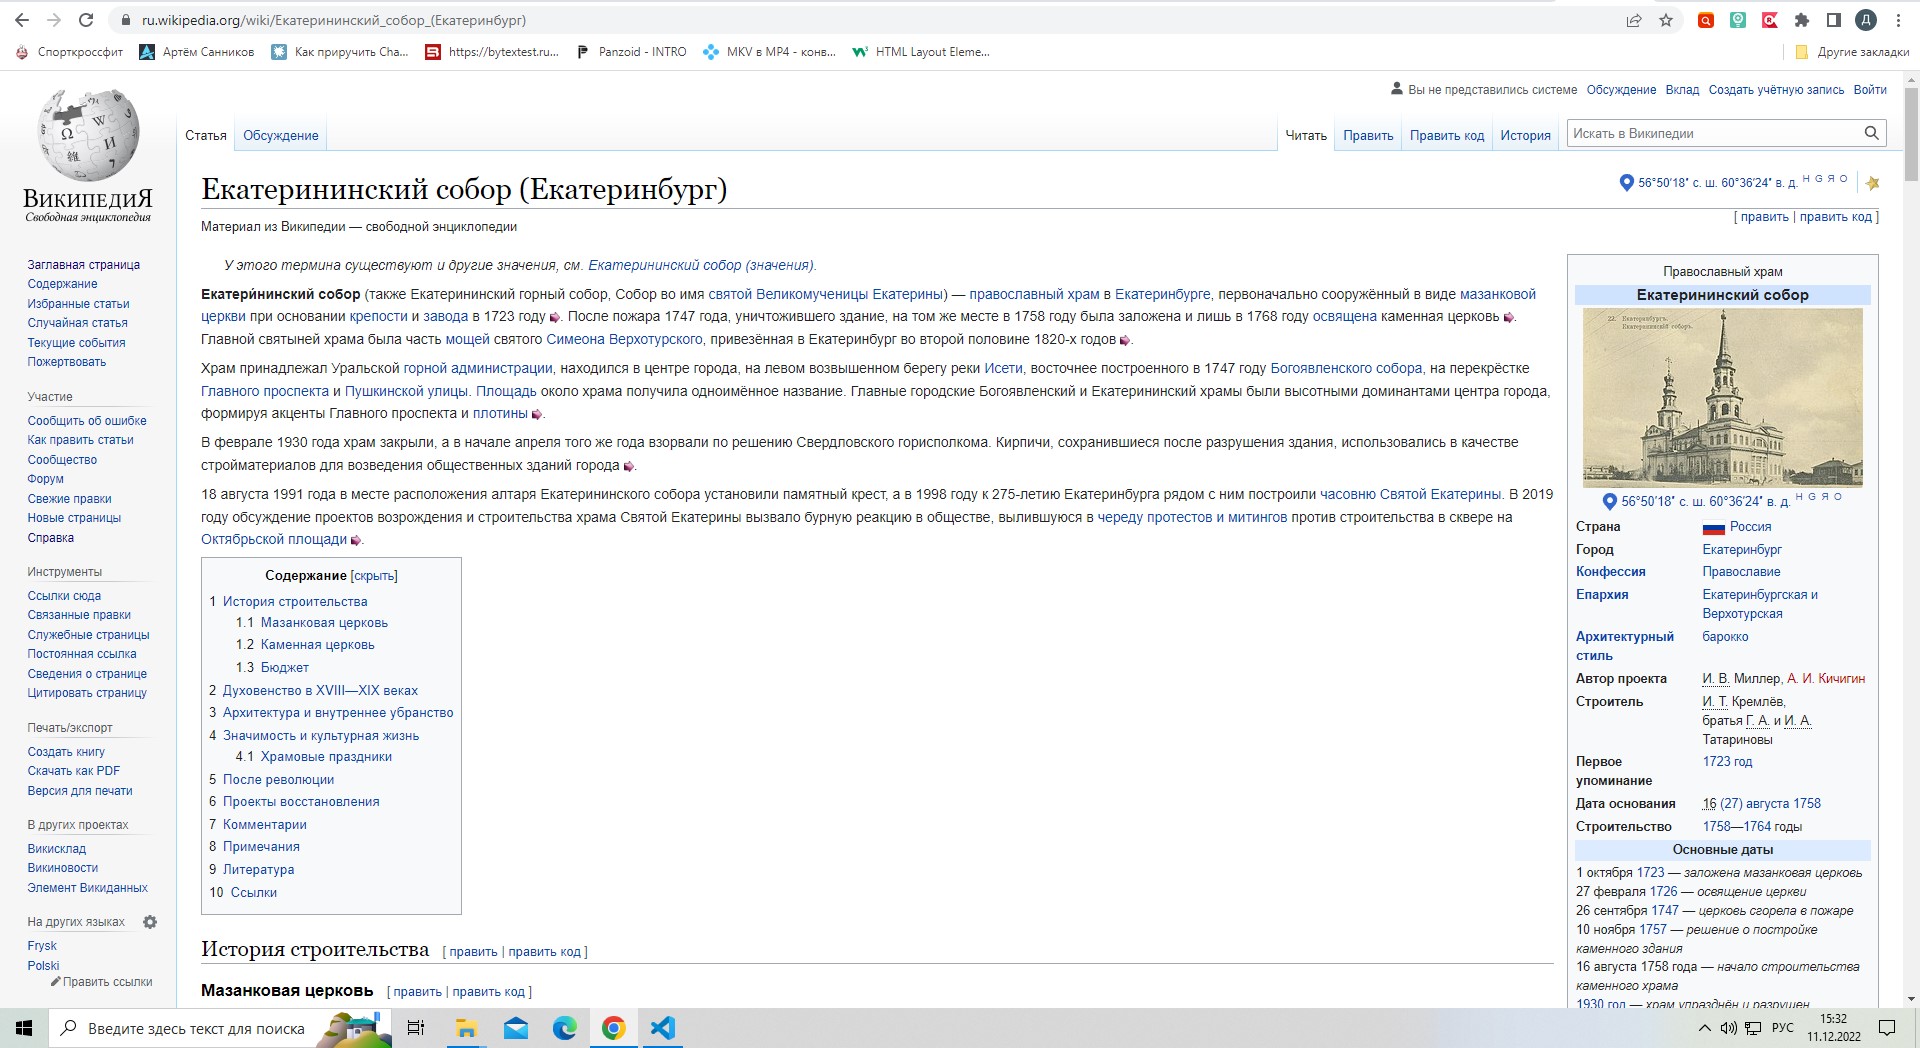 ru.wikipedia.org/wiki/Екатерининский_собор_(Екатеринбург)
Д
Спорткроссфит
Артём Санников
Как приручить Cha...
https://bytextest.ru...
Panzoid - INTRO
MKV в MP4 - конв...
HTML Layout Eleme...
Другие закладки
Вы не представились системе Обсуждение Вклад Создать учётную запись Войти
Статья Обсуждение
Читать Править Править код История
Искать в Википедии
ВикипедиЯ
Свободная энциклопедия
Заглавная страница
Содержание
Избранные статьи
Случайная статья
Текущие события
Пожертвовать
Участие
Сообщить об ошибке
Как править статьи
Сообщество
Форум
Свежие правки
Новые страницы
Справка
Инструменты
Ссылки сюда
Связанные правки
Служебные страницы
Постоянная ссылка
Сведения о странице
Цитировать страницу
Печать/экспорт
Создать книгу
Скачать как PDF
Версия для печати
В других проектах
Викисклад
Викиновости
Элемент Викиданных
На других языках
Frysk
Polski
Править ссылки
Екатерининский собор (Екатеринбург)
56°50′18″ с. ш. 60°36′24″ в. д. H G Я O
[ править | править код ]
Материал из Википедии — свободной энциклопедии
У этого термина существуют и другие значения, см. Екатерининский собор (значения).
Екатери́нинский собор (также Екатерининский горный собор, Собор во имя святой Великомученицы Екатерины) — православный храм в Екатеринбурге, первоначально сооружённый в виде мазанковой
церкви при основании крепости и завода в 1723 году. После пожара 1747 года, уничтожившего здание, на том же месте в 1758 году была заложена и лишь в 1768 году освящена каменная церковь.
Главной святыней храма была часть мощей святого Симеона Верхотурского, привезённая в Екатеринбург во второй половине 1820-х годов.
Храм принадлежал Уральской горной администрации, находился в центре города, на левом возвышенном берегу реки Исети, восточнее построенного в 1747 году Богоявленского собора, на перекрёстке
Главного проспекта и Пушкинской улицы. Площадь около храма получила одноимённое название. Главные городские Богоявленский и Екатерининский храмы были высотными доминантами центра города,
формируя акценты Главного проспекта и плотины.
В феврале 1930 года храм закрыли, а в начале апреля того же года взорвали по решению Свердловского горисполкома. Кирпичи, сохранившиеся после разрушения здания, использовались в качестве
стройматериалов для возведения общественных зданий города.
18 августа 1991 года в месте расположения алтаря Екатерининского собора установили памятный крест, а в 1998 году к 275-летию Екатеринбурга рядом с ним построили часовню Святой Екатерины. В 2019
году обсуждение проектов возрождения и строительства храма Святой Екатерины вызвало бурную реакцию в обществе, вылившуюся в череду протестов и митингов против строительства в сквере на
Октябрьской площади.
Содержание [скрыть]
1 История строительства
1.1 Мазанковая церковь
1.2 Каменная церковь
1.3 Бюджет
2 Духовенство в XVIII—XIX веках
3 Архитектура и внутреннее убранство
4 Значимость и культурная жизнь
4.1 Храмовые праздники
5 После революции
6 Проекты восстановления
7 Комментарии
8 Примечания
9 Литература
10 Ссылки
История строительства [ править | править код ]
Мазанковая церковь [ править | править код ]
Православный храм
Екатерининский собор
22. Екатеринбургъ.
Екатерининскій соборъ.
56°50′18″ с. ш. 60°36′24″ в. д. H G Я O
Страна Россия
Город Екатеринбург
Конфессия Православие
Епархия Екатеринбургская и
Верхотурская
Архитектурный барокко
стиль
Автор проекта И. В. Миллер, А. И. Кичигин
Строитель И. Т. Кремлёв,
братья Г. А. и И. А.
Татариновы
Первое 1723 год
упоминание
Дата основания 16 (27) августа 1758
Строительство 1758—1764 годы
Основные даты
1 октября 1723 — заложена мазанковая церковь
27 февраля 1726 — освящение церкви
26 сентября 1747 — церковь сгорела в пожаре
10 ноября 1757 — решение о постройке
каменного здания
16 августа 1758 года — начало строительства
каменного храма
1930 год — храм упразднён и разрушен
Введите здесь текст для поиска
РУС
15:32
11.12.2022